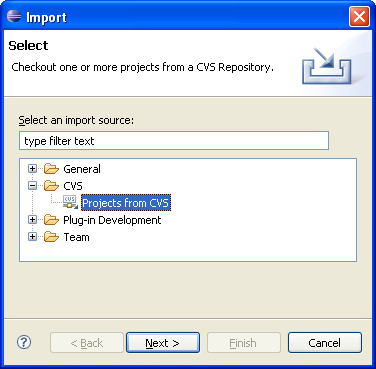 Import
Select
Checkout one or more projects from a CVS Repository.
Select an import source:
type filter text
General
CVS
Projects from CVS
Plug-in Development
Team
? < Back Next > Finish Cancel